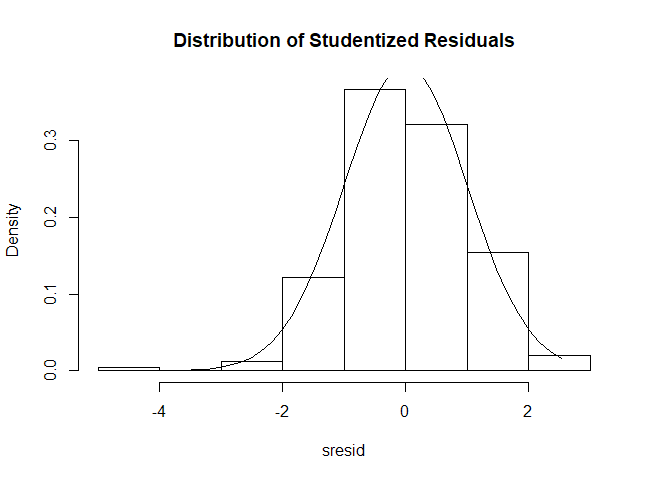 Distribution of Studentized Residuals
Density
0.3
0.2
0.1
0.0
-4 -2 0 2
sresid